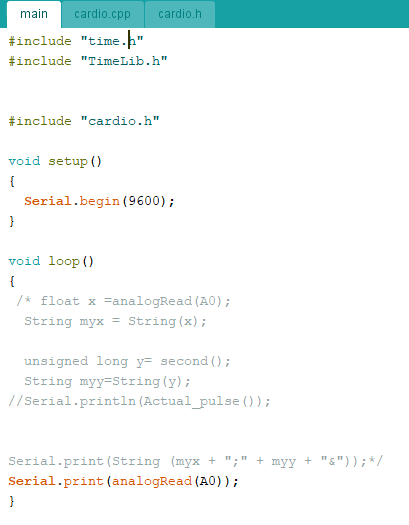 main cardio.cpp cardio.h
#include "time.h"
#include "TimeLib.h"
#include "cardio.h"
void setup()
{
  Serial.begin(9600);
}
void loop()
{
 /* float x =analogRead(A0);
  String myx = String(x);
  unsigned long y= second();
  String myy=String(y);
//Serial.println(Actual_pulse());
Serial.print(String (myx + ";" + myy + "&"));*/
Serial.print(analogRead(A0));
}